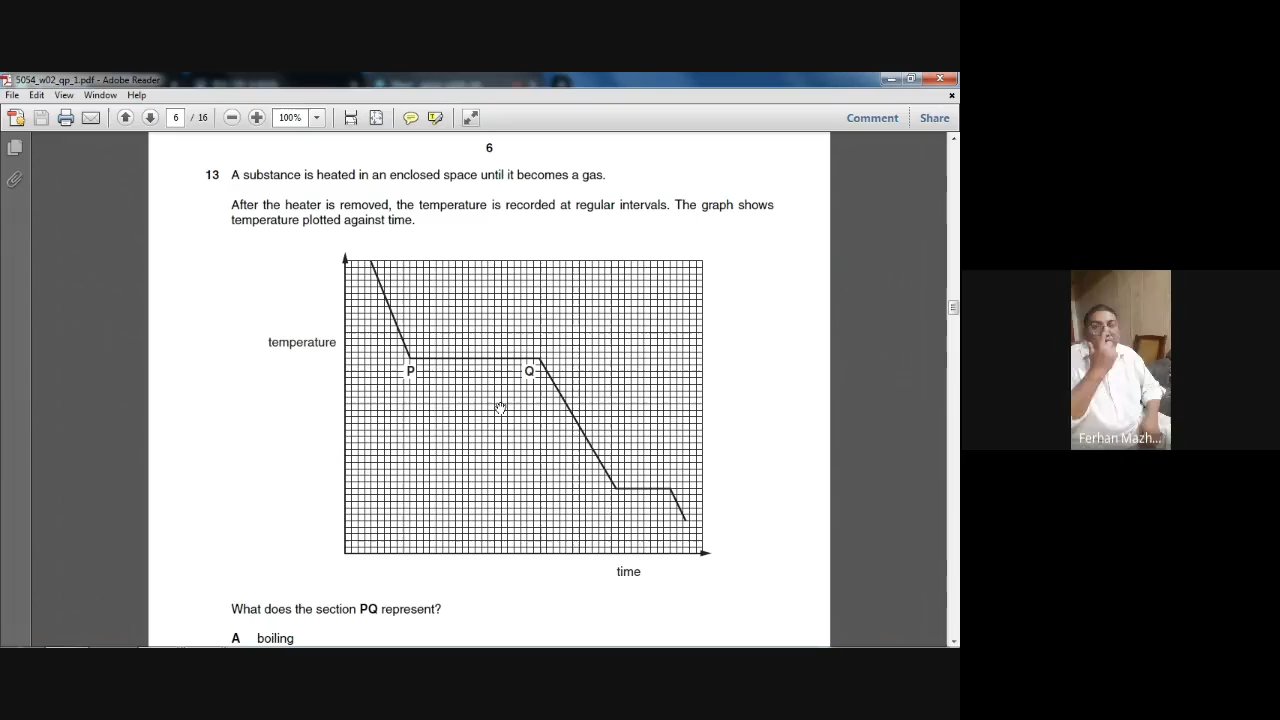 5054_w02_qp_1.pdf - Adobe Reader
File Edit View Window Help
6 / 16 100% Comment Share
6
13 A substance is heated in an enclosed space until it becomes a gas.
After the heater is removed, the temperature is recorded at regular intervals. The graph shows
temperature plotted against time.
temperature
P Q
time
What does the section PQ represent?
A boiling
Ferhan Mazh...